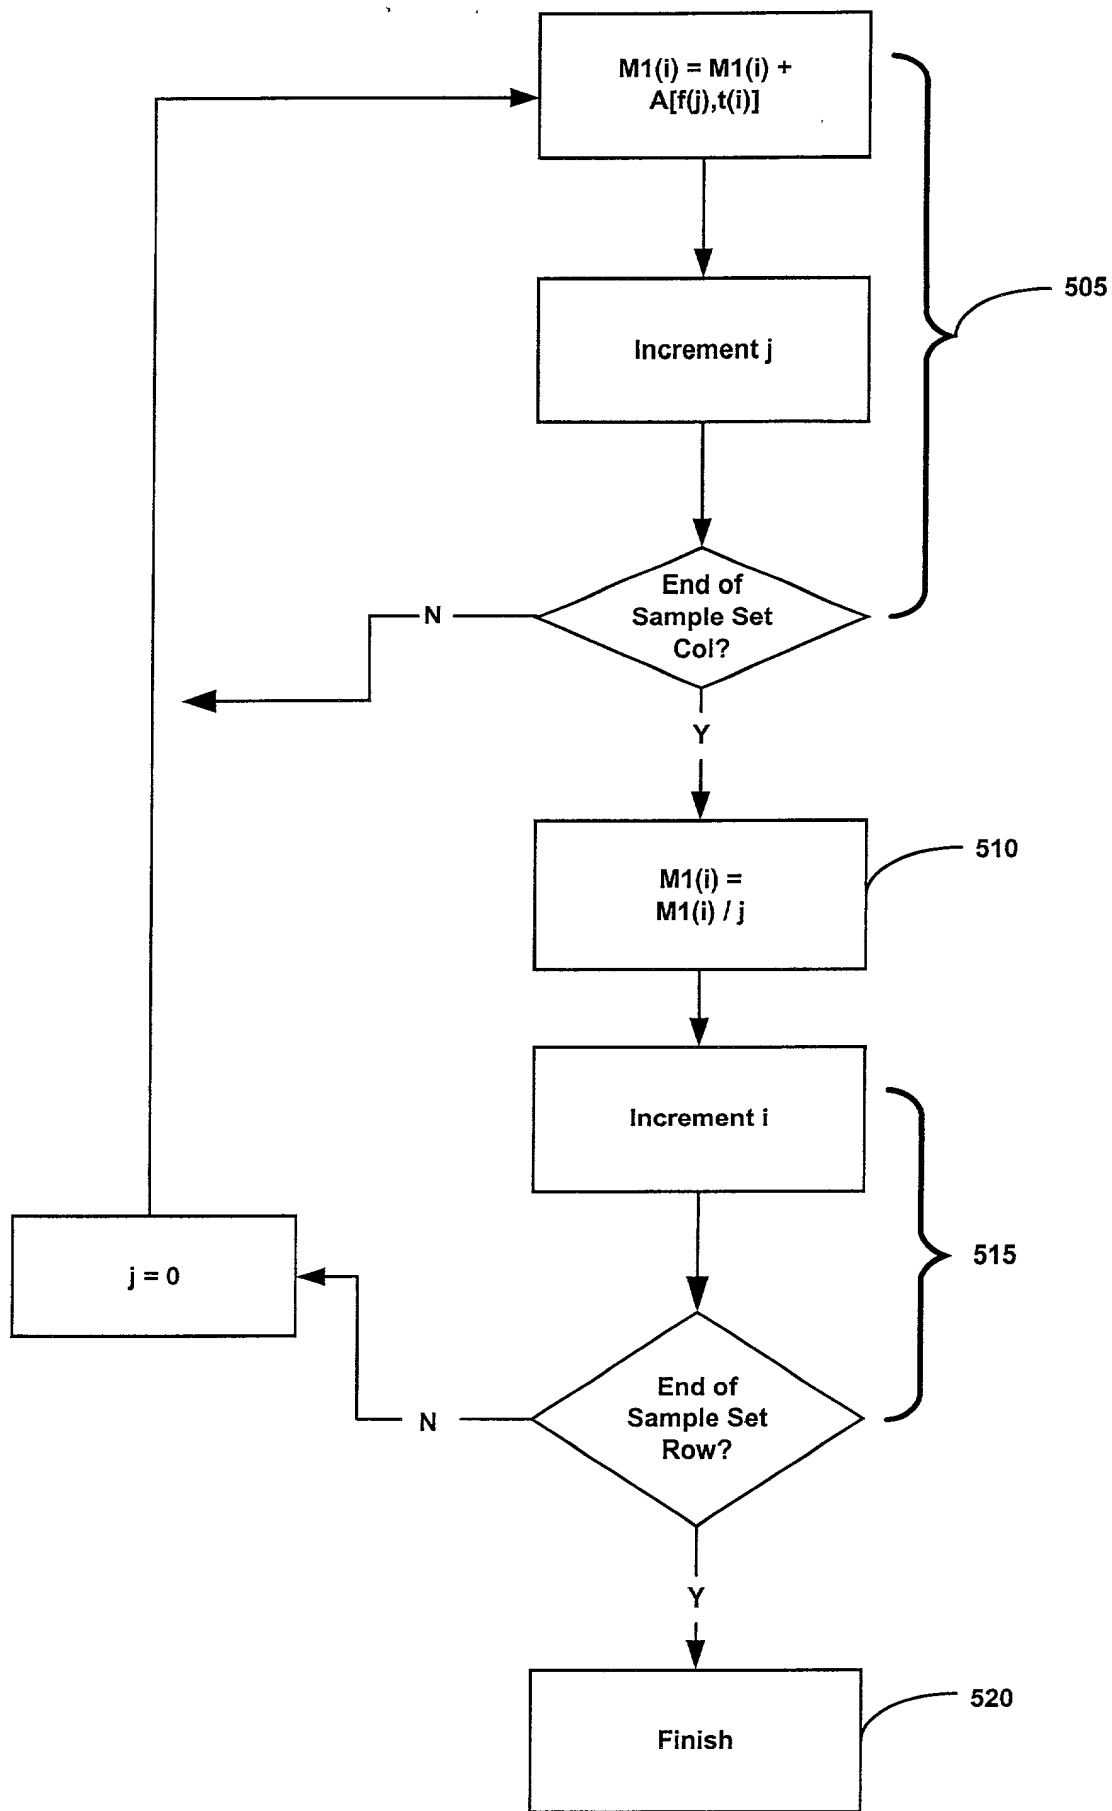 M1(i) = M1(i) +
A[f(j),t(i)]
505
Increment j
End of
Sample Set
Col?
N
Y
510
M1(i) =
M1(i) / j
Increment i
515
j = 0
End of
Sample Set
Row?
N
Y
520
Finish